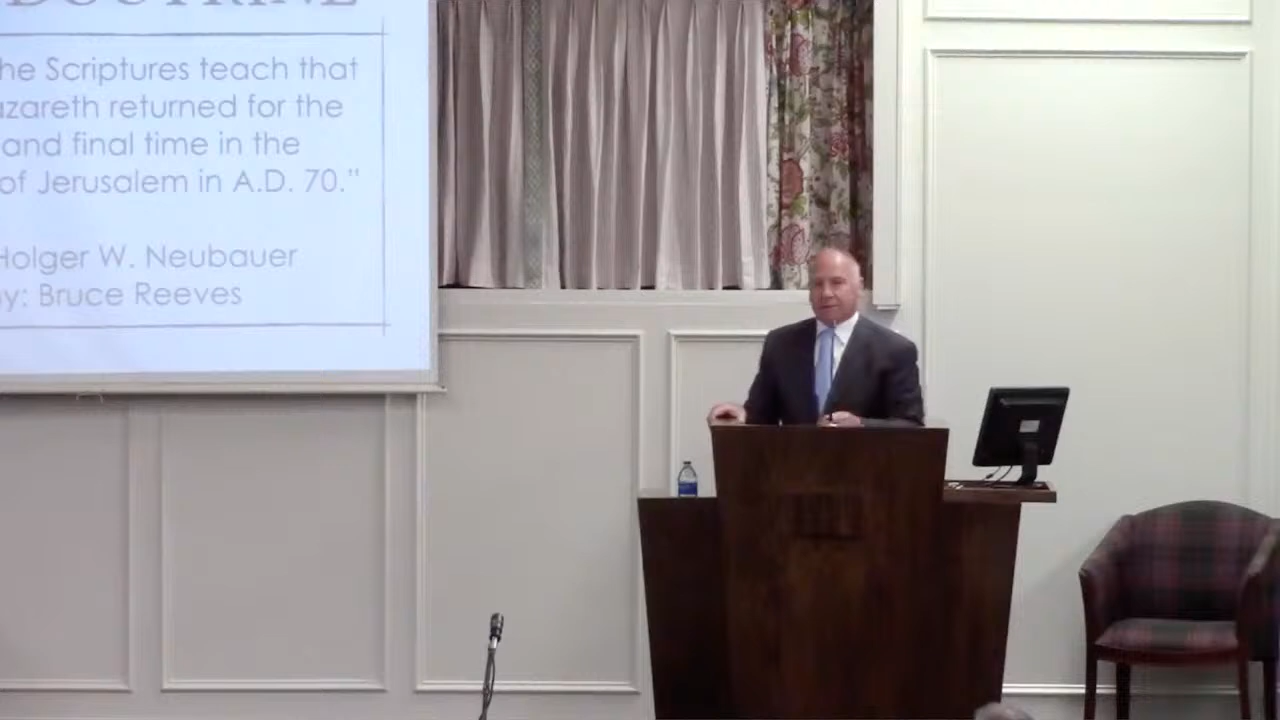 DOCTRINE
he Scriptures teach that
azareth returned for the
and final time in the
of Jerusalem in A.D. 70."
Holger W. Neubauer
y: Bruce Reeves